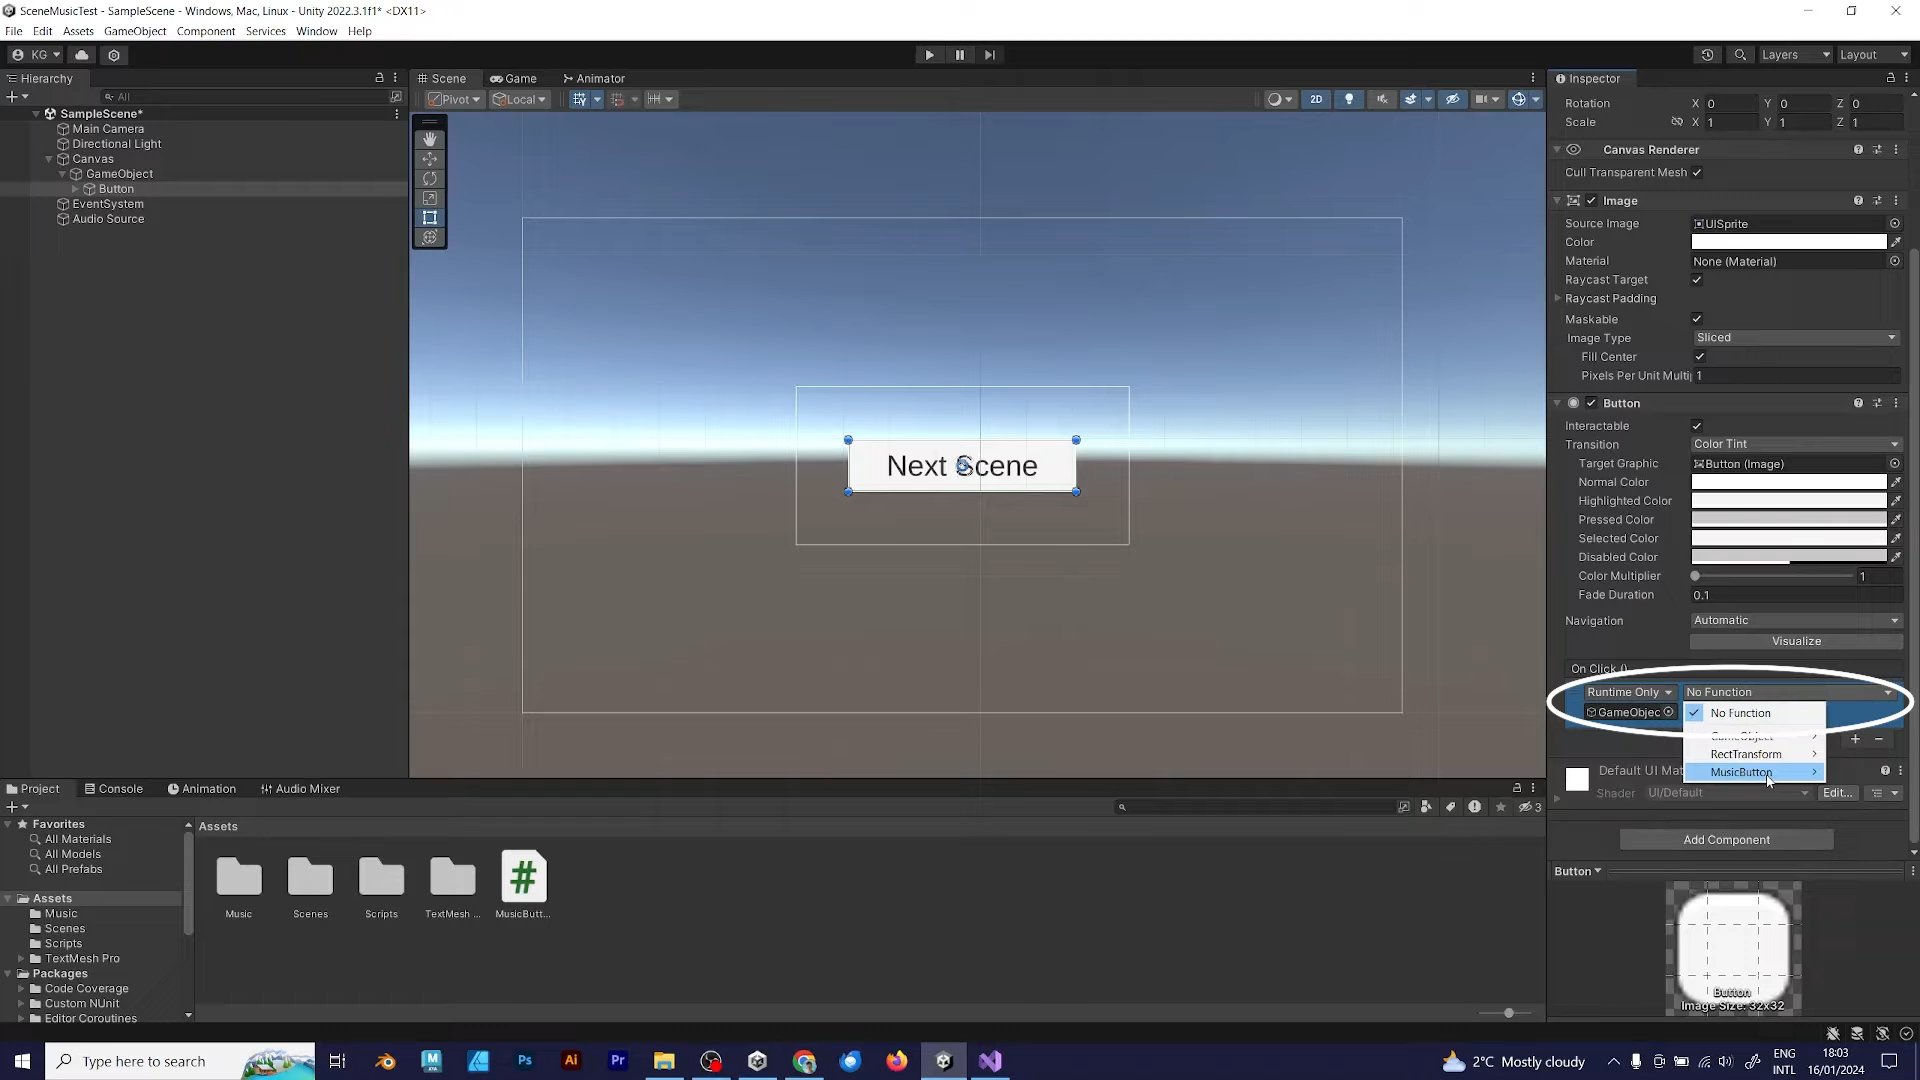 SceneMusicTest - SampleScene - Windows, Mac, Linux - Unity 2022.3.1f1* <DX11>
File Edit Assets GameObject Component Services Window Help
KG
Layers
Layout
Hierarchy
All
SampleScene*
Main Camera
Directional Light
Canvas
GameObject
Button
EventSystem
Audio Source
Scene Game Animator
Pivot Local
2D
Next Scene
Inspector
Rotation X 0 Y 0 Z 0
Scale X 1 Y 1 Z 1
Canvas Renderer
Cull Transparent Mesh
Image
Source Image UISprite
Color
Material None (Material)
Raycast Target
Raycast Padding
Maskable
Image Type Sliced
Fill Center
Pixels Per Unit Multi 1
Button
Interactable
Transition Color Tint
Target Graphic Button (Image)
Normal Color
Highlighted Color
Pressed Color
Selected Color
Disabled Color
Color Multiplier 1
Fade Duration 0.1
Navigation Automatic
Visualize
On Click ()
Runtime Only No Function
GameObjec No Function
GameObject
RectTransform
MusicButton
Default UI Mat
Shader UI/Default Edit...
Add Component
Button
Button
Image Size: 32x32
Project Console Animation Audio Mixer
3
Favorites
All Materials
All Models
All Prefabs
Assets
Music
Scenes
Scripts
TextMesh Pro
Packages
Code Coverage
Custom NUnit
Editor Coroutines
Assets
Music Scenes Scripts TextMesh ... MusicButt...
Type here to search
Ps Ai Pr
2°C Mostly cloudy
ENG
INTL
18:03
16/01/2024